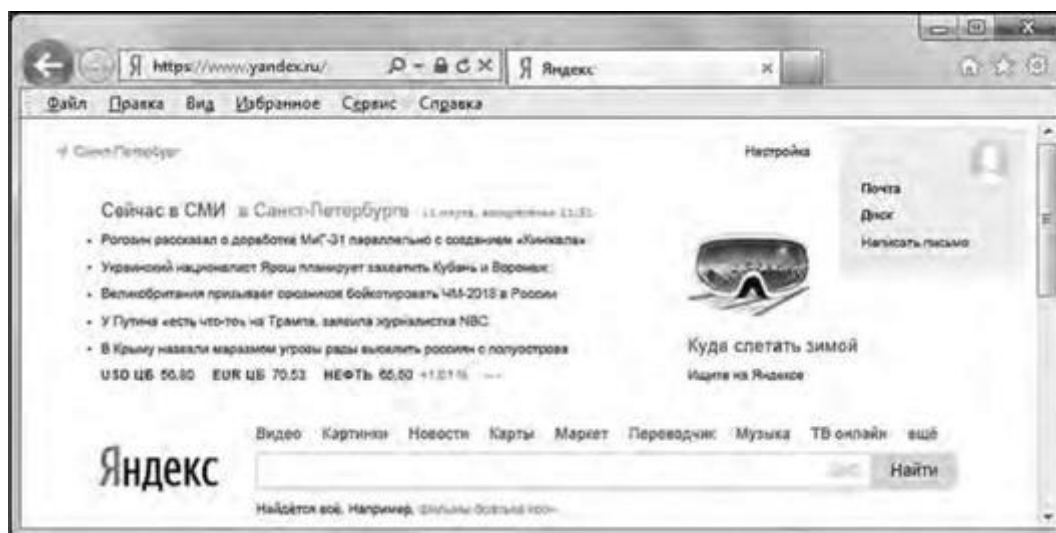 https://www.yandex.ru/ Яндекс
Файл Правка Вид Избранное Сервис Справка
Санкт-Петербург Настройка
Почта
Сейчас в СМИ в Санкт-Петербурге 11 марта, воскресенье
Диск
Рогозин рассказал о доработке МиГ-31 параллельно с созданием «Кинжала»
Написать письмо
Украинский националист Ярош планирует захватить Кубань и Воронеж
Великобритания призывает союзников бойкотировать ЧМ-2018 в России
У Путина «есть что-то» на Трампа, заявила журналистка NBC
В Крыму назвали маразмом угрозы рады выселить россиян с полуострова
Куда слетать зимой
USD ЦБ 56,80 EUR ЦБ 70,53 НЕФТЬ
Ищите на Яндексе
Видео Картинки Новости Карты Маркет Переводчик Музыка ТВ онлайн ещё
Яндекс Найти
Найдётся всё. Например,